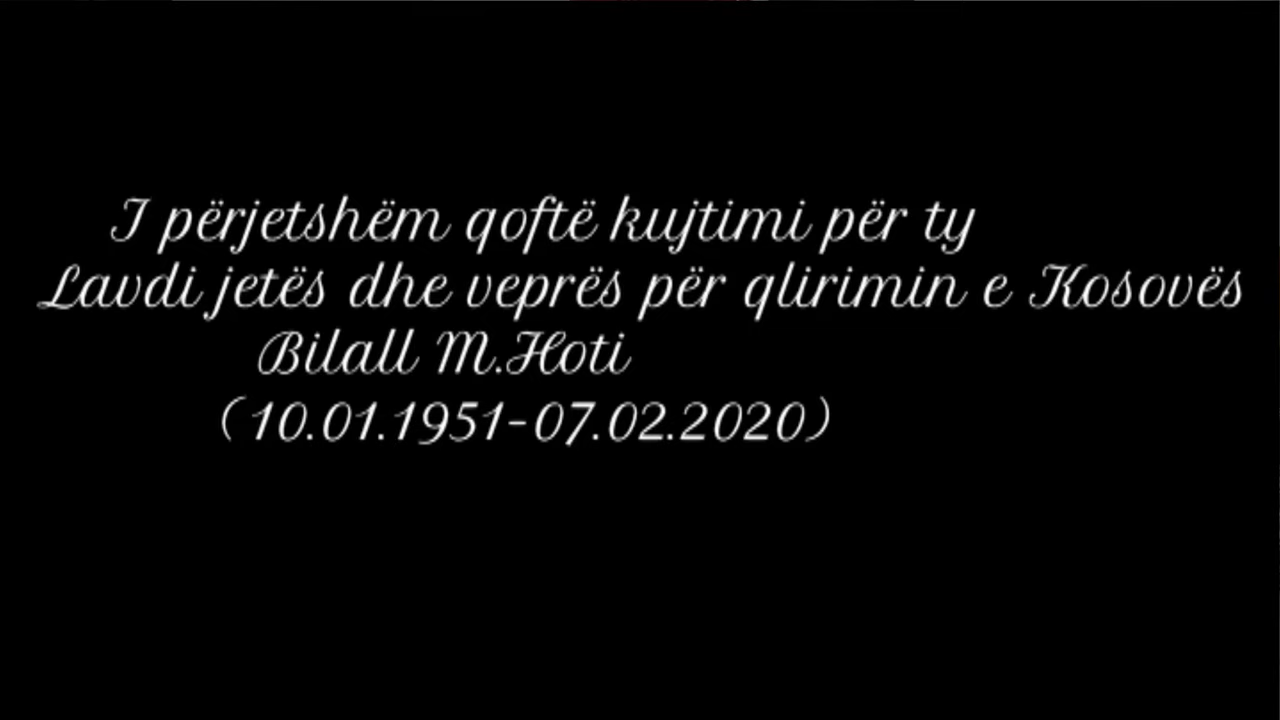 I përjetshëm qoftë kujtimi për ty
Lavdi jetës dhe veprës për qlirimin e Kosovës
Bilall M.Hoti
(10.01.1951-07.02.2020)